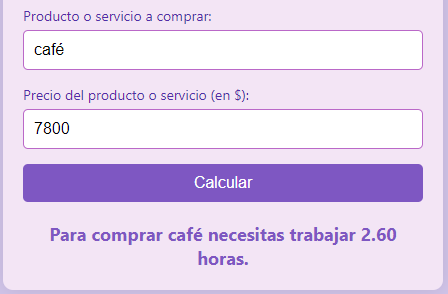 Producto o servicio a comprar:
café
Precio del producto o servicio (en $):
7800
Calcular
Para comprar café necesitas trabajar 2.60
horas.